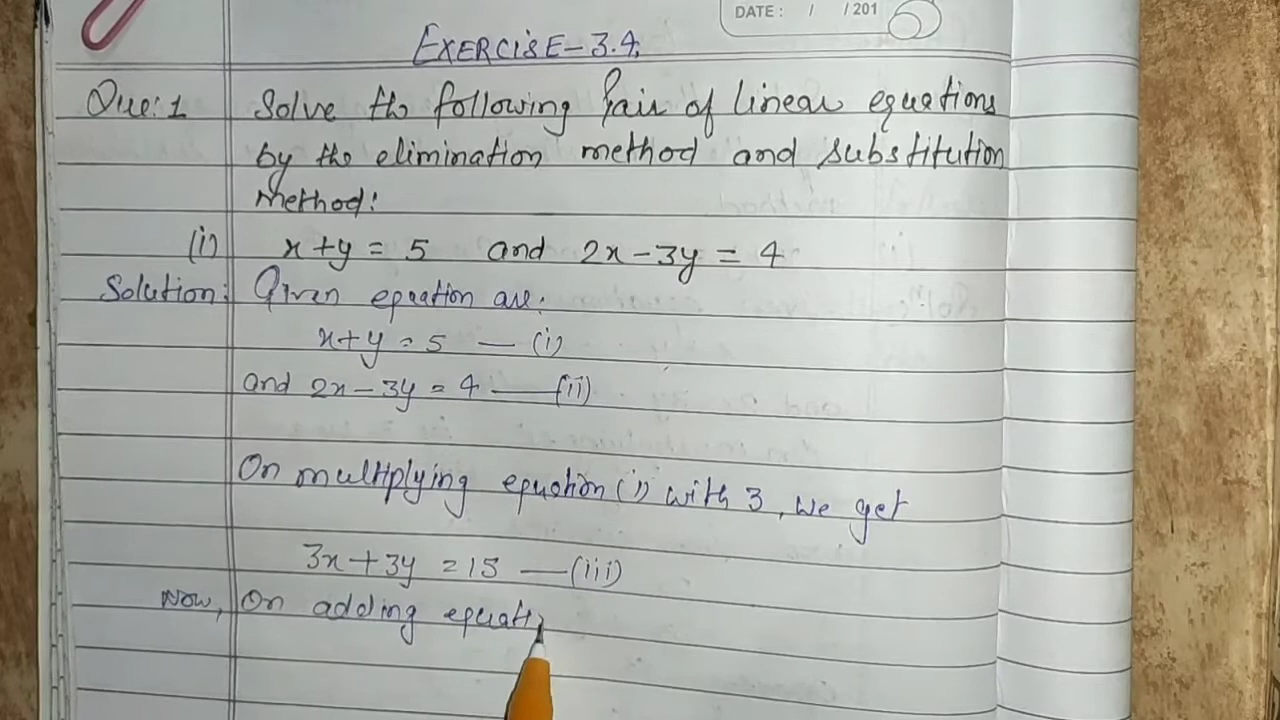 DATE: / /201
EXERCISE-3.4.
Que:1 Solve the following Pair of linear equations
by the elimination method and substitution
method:
(i) x+y = 5 and 2x-3y = 4
Solution: Given equation are.
x+y = 5 — (i)
and 2x-3y = 4 — (ii)
On multiplying equation (i) with 3, we get
3x+3y = 15 — (iii)
Now, On adding equati